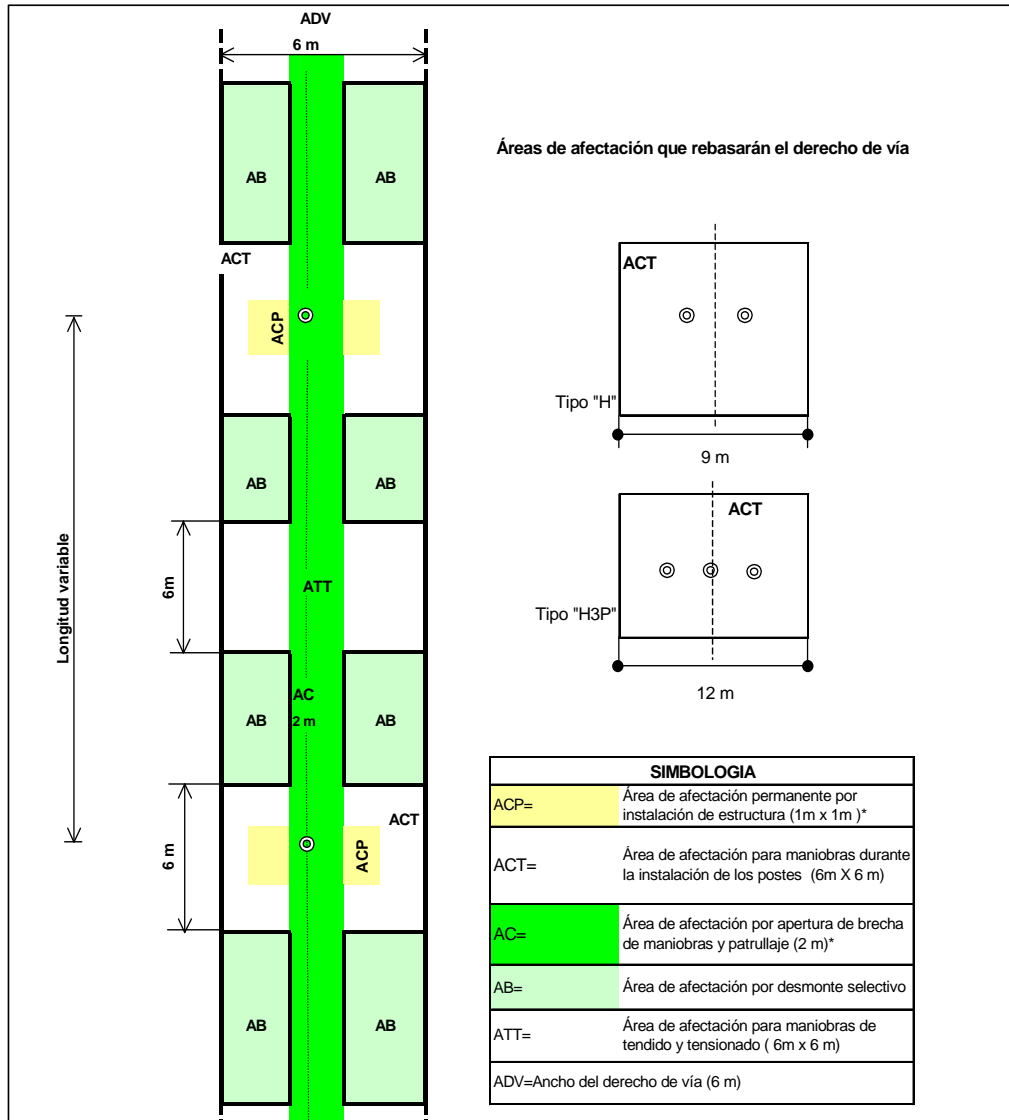 ADV
6 m
AB
AB
ACT
ACP
AB
AB
Longitud variable
6m
ATT
AC
2 m
AB
AB
6 m
ACT
ACP
AB
AB
Áreas de afectación que rebasarán el derecho de vía
ACT
Tipo "H"
9 m
ACT
Tipo "H3P"
12 m
SIMBOLOGIA
ACP=
Área de afectación permanente por
instalación de estructura (1m x 1m )*
ACT=
Área de afectación para maniobras durante
la instalación de los postes (6m X 6 m)
AC=
Área de afectación por apertura de brecha
de maniobras y patrullaje (2 m)*
AB=
Área de afectación por desmonte selectivo
ATT=
Área de afectación para maniobras de
tendido y tensionado ( 6m x 6 m)
ADV=Ancho del derecho de vía (6 m)